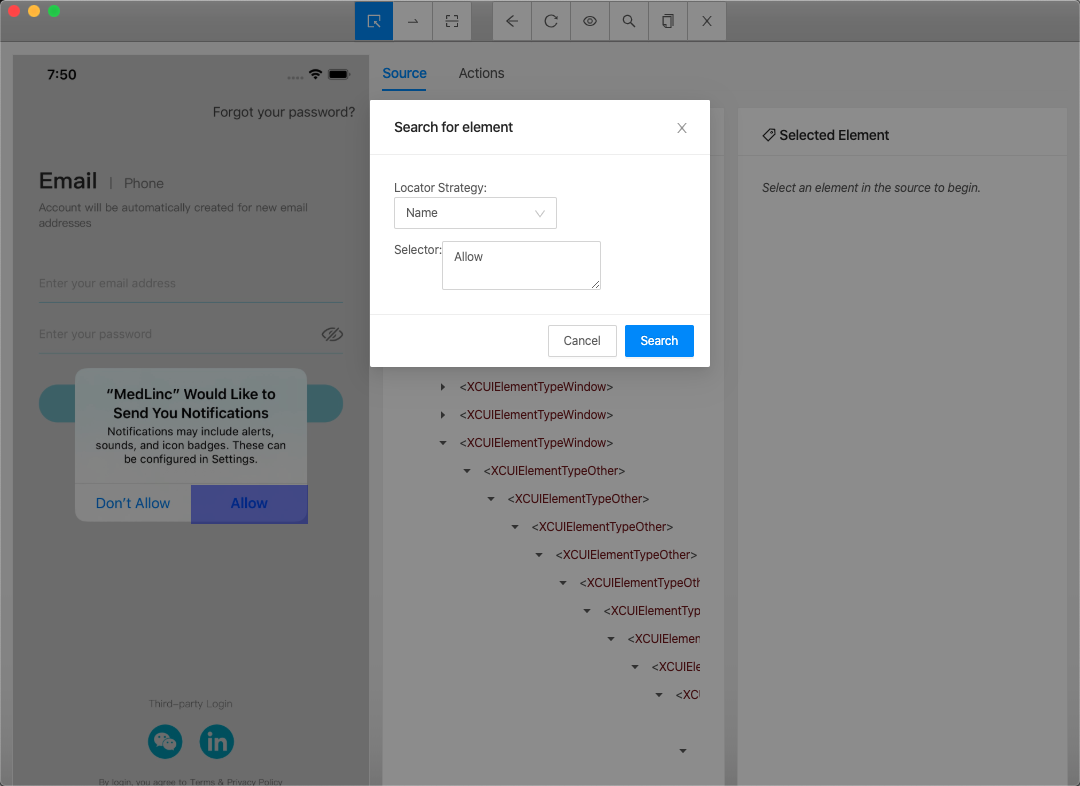 7:50
Forgot your password?
Email | Phone
Account will be automatically created for new email
addresses
Enter your email address
Enter your password
“MedLinc” Would Like to
Send You Notifications
Notifications may include alerts,
sounds, and icon badges. These can
be configured in Settings.
Don’t Allow
Allow
Third-party Login
in
By login, you agree to Terms & Privacy Policy
Source
Actions
Search for element
Locator Strategy:
Name
Selector:
Allow
Cancel
Search
<XCUIElementTypeWindow>
<XCUIElementTypeWindow>
<XCUIElementTypeWindow>
<XCUIElementTypeOther>
<XCUIElementTypeOther>
<XCUIElementTypeOther>
<XCUIElementTypeOther>
<XCUIElementTypeOth
<XCUIElementTyp
<XCUIElemen
<XCUIEle
<XCU
Selected Element
Select an element in the source to begin.